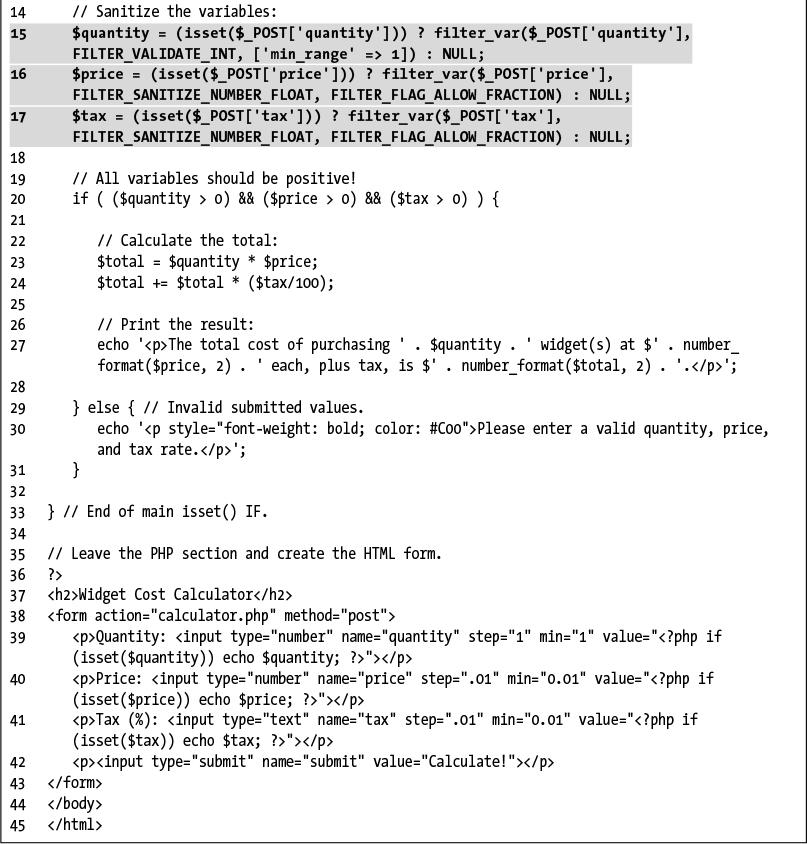 14 // Sanitize the variables:
15 $quantity = (isset($_POST['quantity'])) ? filter_var($_POST['quantity'],
FILTER_VALIDATE_INT, ['min_range' => 1]) : NULL;
16 $price = (isset($_POST['price'])) ? filter_var($_POST['price'],
FILTER_SANITIZE_NUMBER_FLOAT, FILTER_FLAG_ALLOW_FRACTION) : NULL;
17 $tax = (isset($_POST['tax'])) ? filter_var($_POST['tax'],
FILTER_SANITIZE_NUMBER_FLOAT, FILTER_FLAG_ALLOW_FRACTION) : NULL;
18
19 // All variables should be positive!
20 if ( ($quantity > 0) && ($price > 0) && ($tax > 0) ) {
21
22 // Calculate the total:
23 $total = $quantity * $price;
24 $total += $total * ($tax/100);
25
26 // Print the result:
27 echo '<p>The total cost of purchasing ' . $quantity . ' widget(s) at $' . number_
format($price, 2) . ' each, plus tax, is $' . number_format($total, 2) . '.</p>';
28
29 } else { // Invalid submitted values.
30 echo '<p style="font-weight: bold; color: #C00">Please enter a valid quantity, price,
and tax rate.</p>';
31 }
32
33 } // End of main isset() IF.
34
35 // Leave the PHP section and create the HTML form.
36 ?>
37 <h2>Widget Cost Calculator</h2>
38 <form action="calculator.php" method="post">
39 <p>Quantity: <input type="number" name="quantity" step="1" min="1" value="<?php if
(isset($quantity)) echo $quantity; ?>"></p>
40 <p>Price: <input type="number" name="price" step=".01" min="0.01" value="<?php if
(isset($price)) echo $price; ?>"></p>
41 <p>Tax (%): <input type="text" name="tax" step=".01" min="0.01" value="<?php if
(isset($tax)) echo $tax; ?>"></p>
42 <p><input type="submit" name="submit" value="Calculate!"></p>
43 </form>
44 </body>
45 </html>